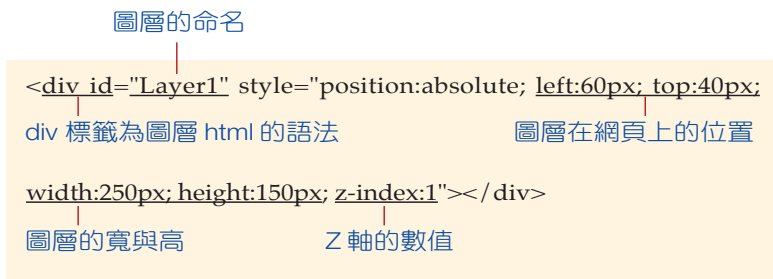 圖層的命名
<div id="Layer1" style="position:absolute; left:60px; top:40px;
div 標籤為圖層 html 的語法 圖層在網頁上的位置
width:250px; height:150px; z-index:1"></div>
圖層的寬與高 Z 軸的數值